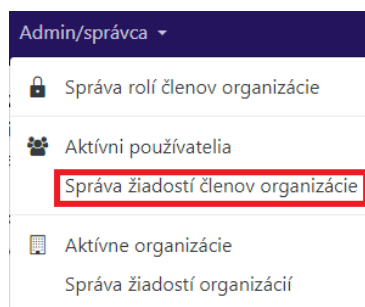 Admin/správca
Správa rolí členov organizácie
Aktívni používatelia
Správa žiadostí členov organizácie
Aktívne organizácie
Správa žiadostí organizácií